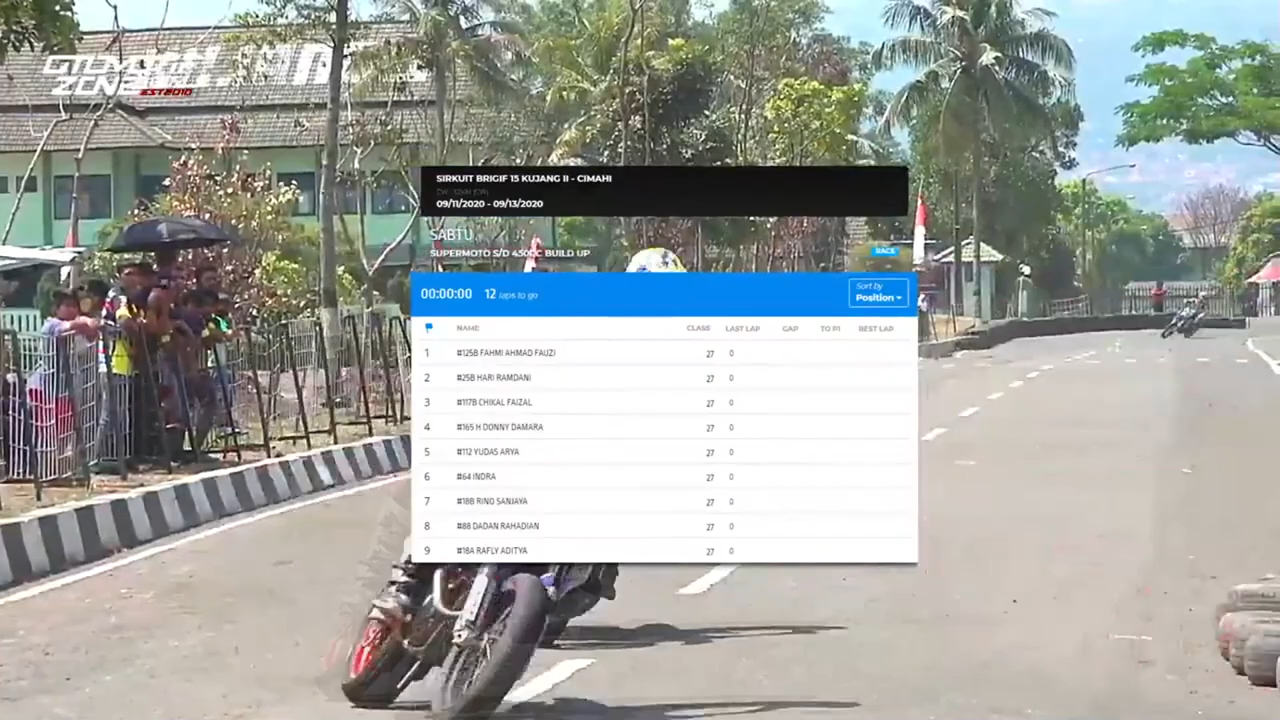 ZONE
ESTUDIO
SIRKUIT BRIGIF 15 KUJANG II - CIMAHI
09/11/2020 - 09/13/2020
SABTU
SUPERMOTO S/D 450CC BUILD UP
RACE
00:00:00 12 laps to go
Sort by
Position
NAME CLASS LAST LAP GAP TO P1 BEST LAP
1 #125B FAHMI AHMAD FAUZI 27 0
2 #25B HARI RAMDANI 27 0
3 #117B CHIKAL FAIZAL 27 0
4 #165 H DONNY DAMARA 27 0
5 #112 YUDAS ARYA 27 0
6 #64 INDRA 27 0
7 #18B RINO SANJAYA 27 0
8 #88 DADAN RAHADIAN 27 0
9 #18A RAFLY ADITYA 27 0